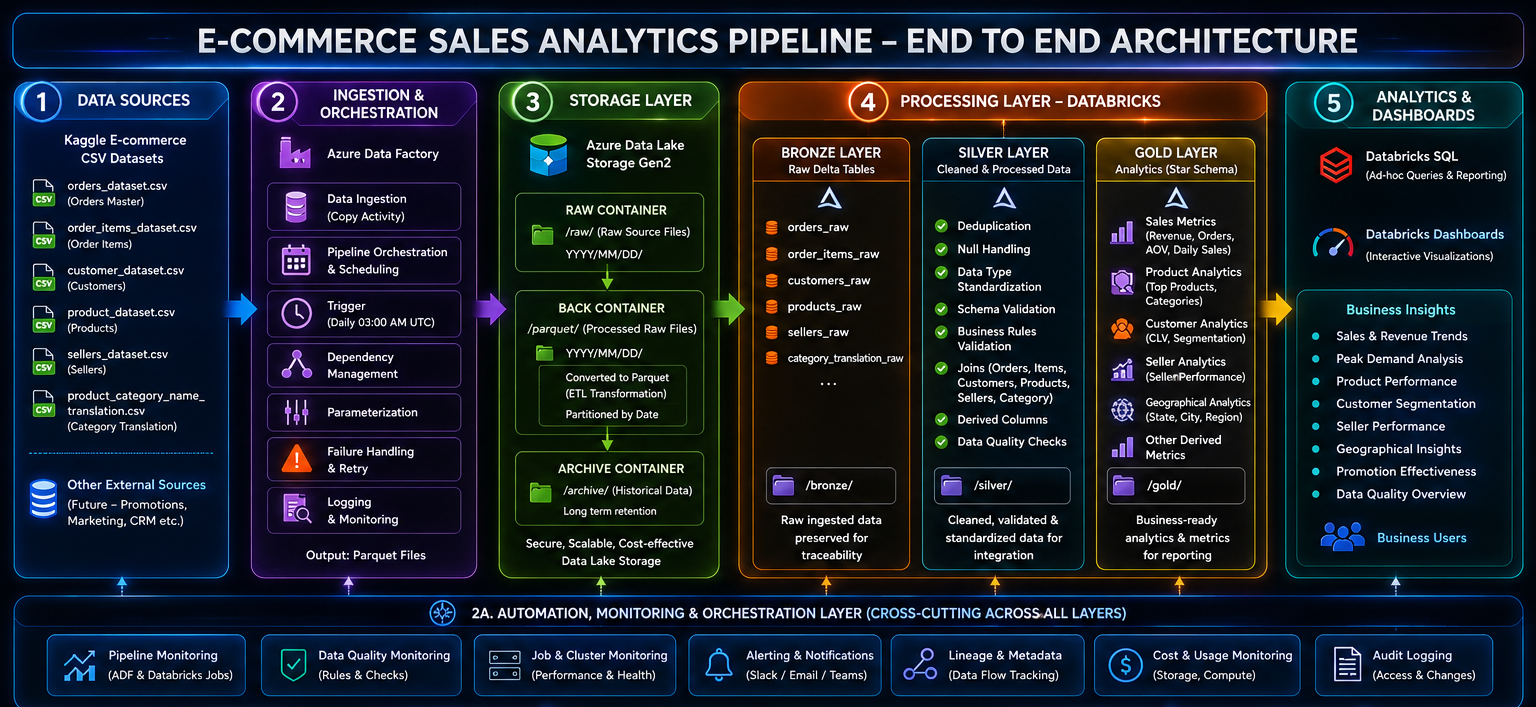 E-COMMERCE SALES ANALYTICS PIPELINE – END TO END ARCHITECTURE
1
DATA SOURCES
Kaggle E-commerce
CSV Datasets
CSV
orders_dataset.csv
(Orders Master)
CSV
order_items_dataset.csv
(Order Items)
CSV
customer_dataset.csv
(Customers)
CSV
product_dataset.csv
(Products)
CSV
sellers_dataset.csv
(Sellers)
CSV
product_category_name_
translation.csv
(Category Translation)
Other External Sources
(Future – Promotions,
Marketing, CRM etc.)
2
INGESTION &
ORCHESTRATION
Azure Data Factory
Data Ingestion
(Copy Activity)
Pipeline Orchestration
& Scheduling
Trigger
(Daily 03:00 AM UTC)
Dependency
Management
Parameterization
Failure Handling
& Retry
Logging
& Monitoring
Output: Parquet Files
3
STORAGE LAYER
Azure Data Lake
Storage Gen2
RAW CONTAINER
/raw/ (Raw Source Files)
YYYY/MM/DD/
BACK CONTAINER
/parquet/ (Processed Raw Files)
YYYY/MM/DD/
Converted to Parquet
(ETL Transformation)
Partitioned by Date
ARCHIVE CONTAINER
/archive/ (Historical Data)
Long term retention
Secure, Scalable, Cost-effective
Data Lake Storage
4
PROCESSING LAYER – DATABRICKS
BRONZE LAYER
Raw Delta Tables
orders_raw
order_items_raw
customers_raw
products_raw
sellers_raw
category_translation_raw
...
/bronze/
Raw ingested data
preserved for
traceability
SILVER LAYER
Cleaned & Processed Data
Deduplication
Null Handling
Data Type
Standardization
Schema Validation
Business Rules
Validation
Joins (Orders, Items,
Customers, Products,
Sellers, Category)
Derived Columns
Data Quality Checks
/silver/
Cleaned, validated &
standardized data for
integration
GOLD LAYER
Analytics (Star Schema)
Sales Metrics
(Revenue, Orders,
AOV, Daily Sales)
Product Analytics
(Top Products,
Categories)
Customer Analytics
(CLV, Segmentation)
Seller Analytics
(Seller Performance)
Geographical Analytics
(State, City, Region)
Other Derived
Metrics
/gold/
Business-ready
analytics & metrics
for reporting
5
ANALYTICS &
DASHBOARDS
Databricks SQL
(Ad-hoc Queries & Reporting)
Databricks Dashboards
(Interactive Visualizations)
Business Insights
Sales & Revenue Trends
Peak Demand Analysis
Product Performance
Customer Segmentation
Seller Performance
Geographical Insights
Promotion Effectiveness
Data Quality Overview
Business Users
2A. AUTOMATION, MONITORING & ORCHESTRATION LAYER (CROSS-CUTTING ACROSS ALL LAYERS)
Pipeline Monitoring
(ADF & Databricks Jobs)
Data Quality Monitoring
(Rules & Checks)
Job & Cluster Monitoring
(Performance & Health)
Alerting & Notifications
(Slack / Email / Teams)
Lineage & Metadata
(Data Flow Tracking)
$
Cost & Usage Monitoring
(Storage, Compute)
Audit Logging
(Access & Changes)